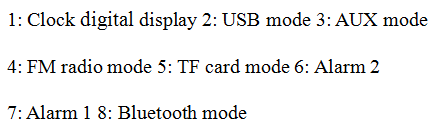 1: Clock digital display 2: USB mode 3: AUX mode
4: FM radio mode 5: TF card mode 6: Alarm 2
7: Alarm 1 8: Bluetooth mode